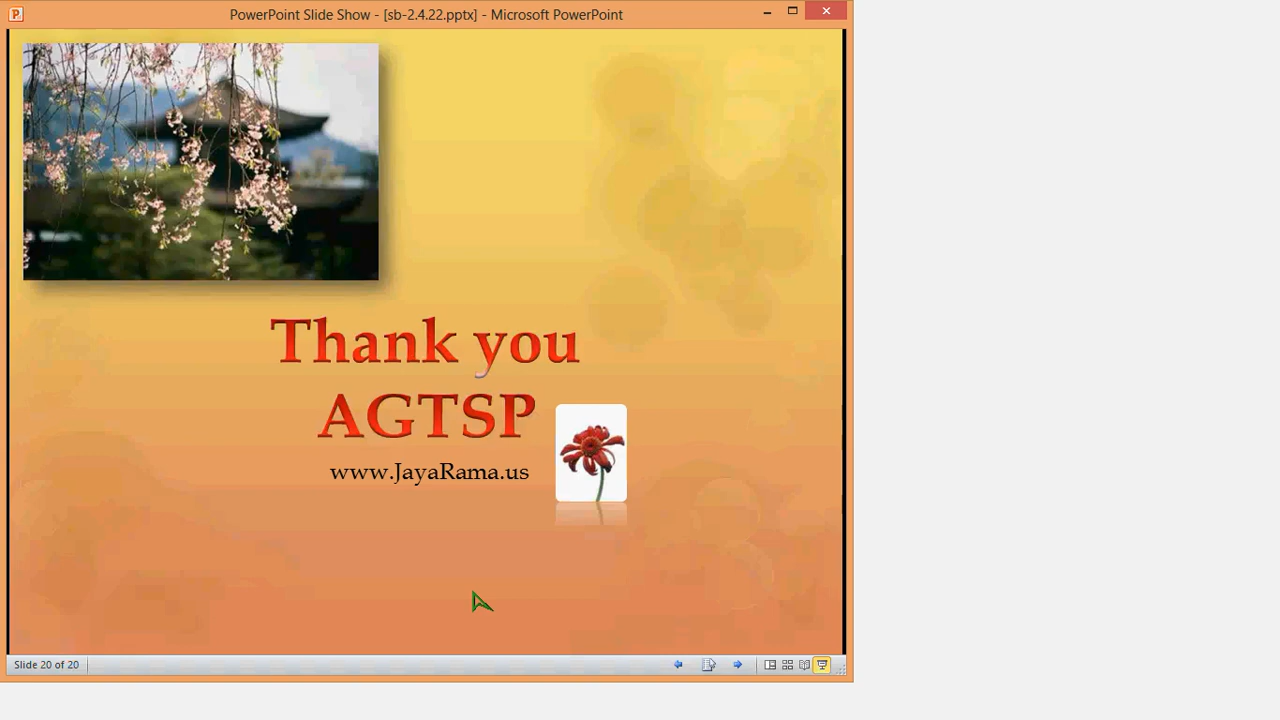 PowerPoint Slide Show - [sb-2.4.22.pptx] - Microsoft PowerPoint
Thank you
AGTSP
www.JayaRama.us
Slide 20 of 20